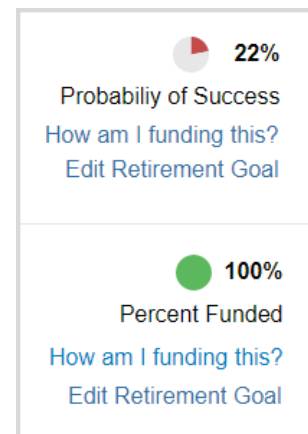 22%
Probabiliy of Success
How am I funding this?
Edit Retirement Goal
100%
Percent Funded
How am I funding this?
Edit Retirement Goal